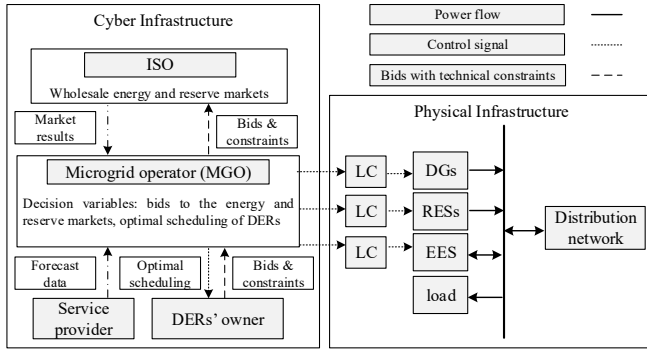 Cyber Infrastructure
ISO
Wholesale energy and reserve markets
Market
results
Bids &
constraints
Microgrid operator (MGO)
Decision variables: bids to the energy and
reserve markets, optimal scheduling of DERs
Forecast
data
Optimal
scheduling
Bids &
constraints
Service
provider
DERs' owner
Power flow
Control signal
Bids with technical constraints
Physical Infrastructure
LC
DGs
LC
RESs
LC
EES
load
Distribution
network